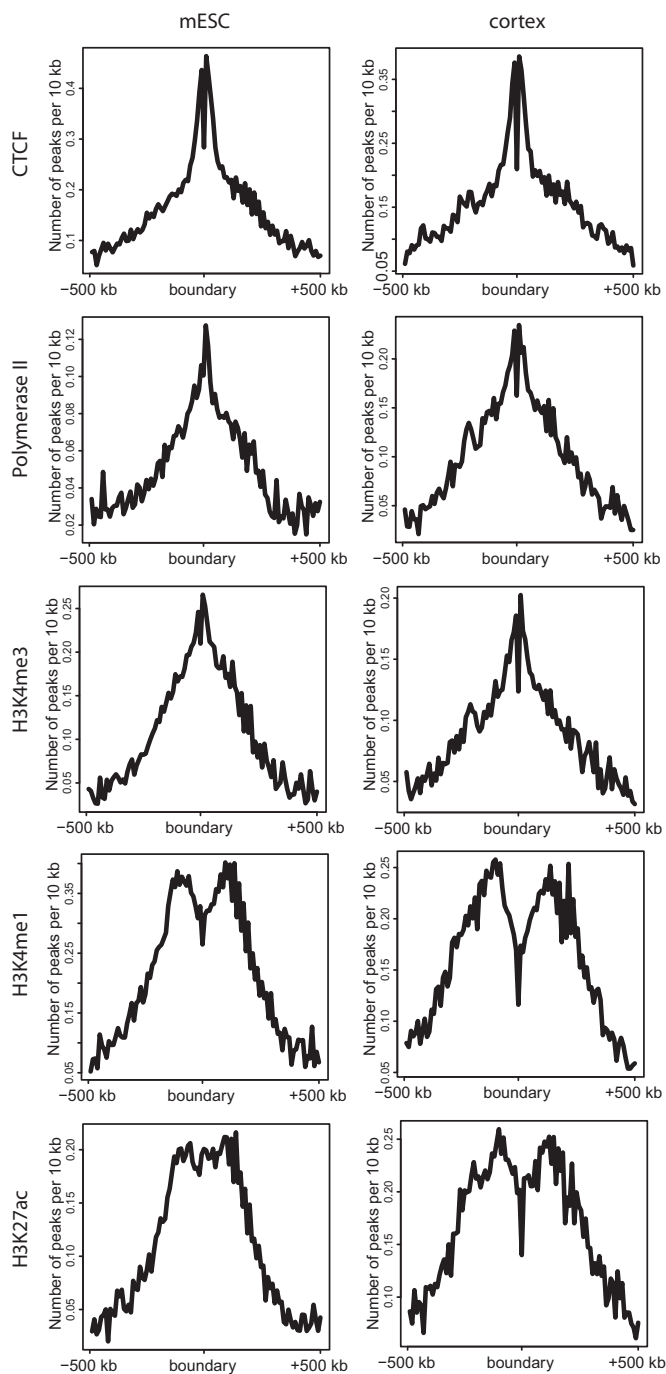 mESC
cortex
CTCF
Number of peaks per 10 kb
0.4
0.3
0.2
0.1
−500 kb
boundary
+500 kb
Number of peaks per 10 kb
0.35
0.25
0.15
0.05
−500 kb
boundary
+500 kb
Polymerase II
Number of peaks per 10 kb
0.12
0.10
0.08
0.06
0.04
0.02
−500 kb
boundary
+500 kb
Number of peaks per 10 kb
0.20
0.15
0.10
0.05
−500 kb
boundary
+500 kb
H3K4me3
Number of peaks per 10 kb
0.25
0.20
0.15
0.10
0.05
−500 kb
boundary
+500 kb
Number of peaks per 10 kb
0.20
0.15
0.10
0.05
−500 kb
boundary
+500 kb
H3K4me1
Number of peaks per 10 kb
0.35
0.25
0.15
0.05
−500 kb
boundary
+500 kb
Number of peaks per 10 kb
0.25
0.20
0.15
0.10
0.05
−500 kb
boundary
+500 kb
H3K27ac
Number of peaks per 10 kb
0.20
0.15
0.10
0.05
−500 kb
boundary
+500 kb
Number of peaks per 10 kb
0.25
0.20
0.15
0.10
−500 kb
boundary
+500 kb